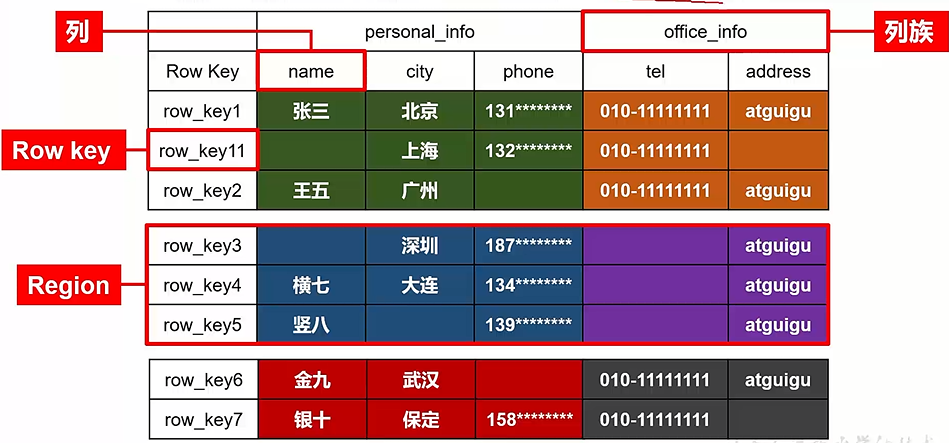 列 personal_info office_info 列族
Row Key name city phone tel address
row_key1 张三 北京 131******** 010-11111111 atguigu
Row key row_key11 上海 132******** 010-11111111
row_key2 王五 广州 010-11111111 atguigu
row_key3 深圳 187******** atguigu
Region row_key4 横七 大连 134******** atguigu
row_key5 竖八 139******** atguigu
row_key6 金九 武汉 010-11111111 atguigu
row_key7 银十 保定 158******** 010-11111111